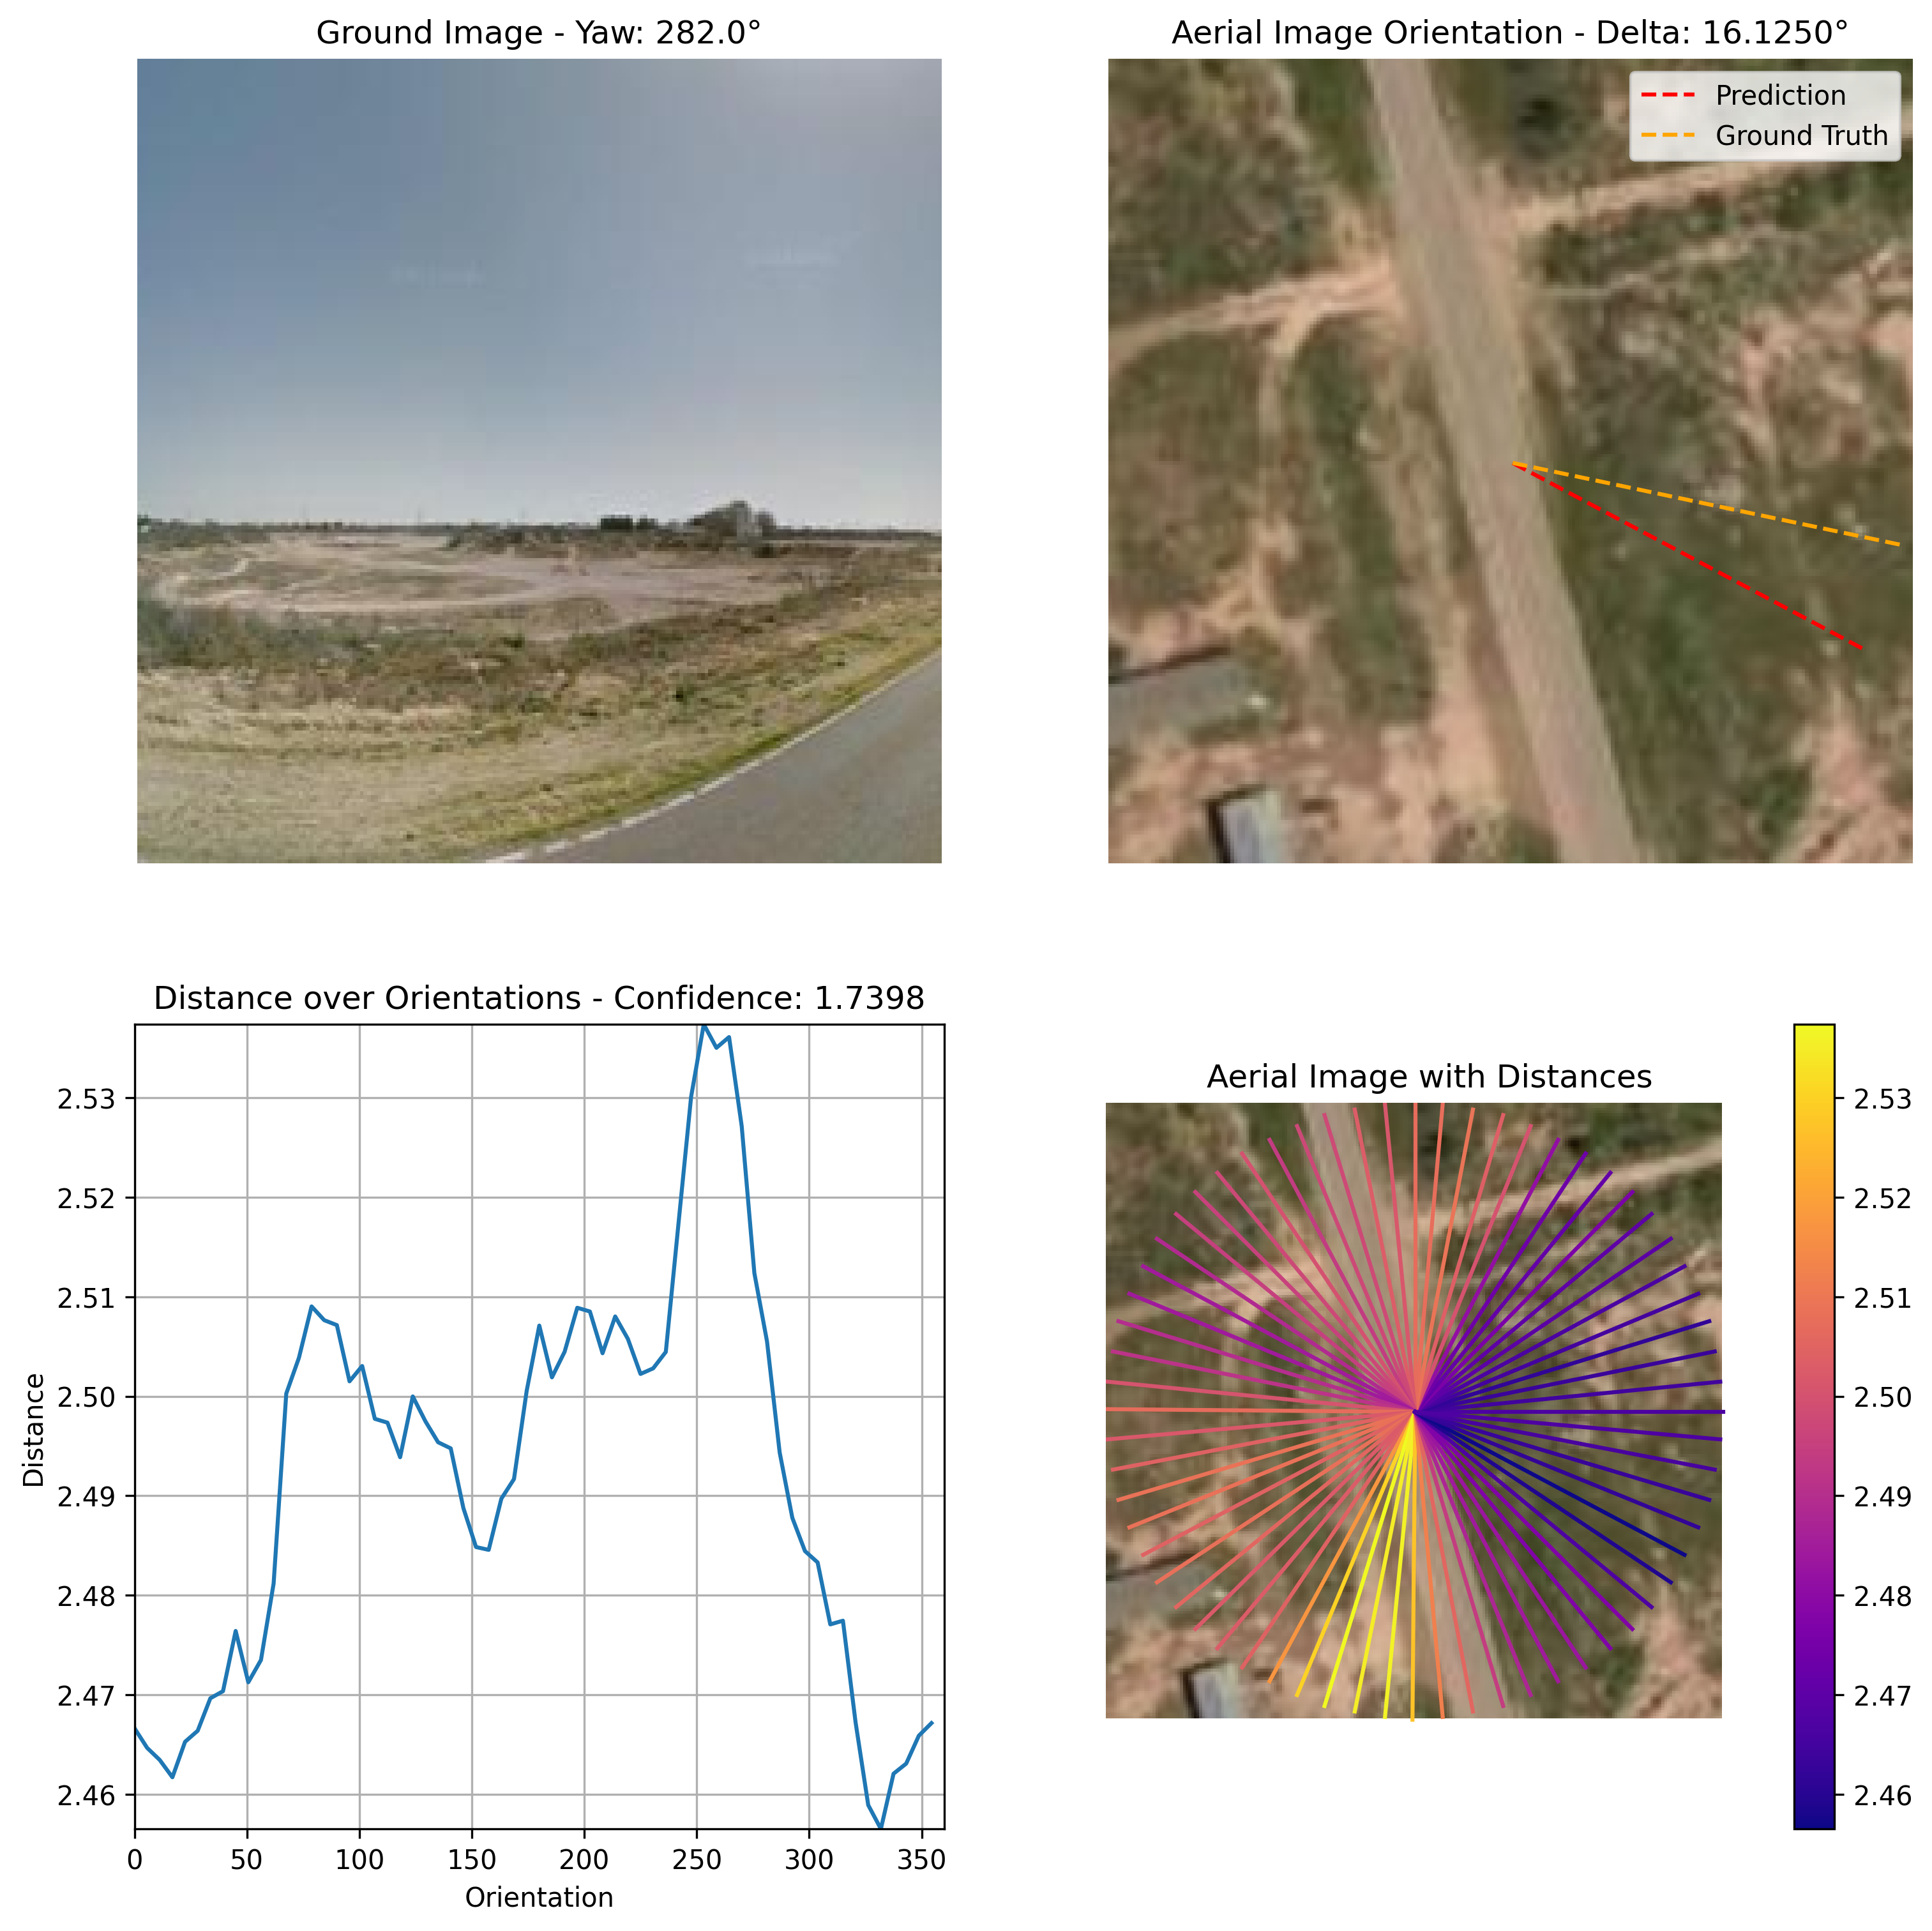 Ground Image - Yaw: 282.0°
Aerial Image Orientation - Delta: 16.1250°
Prediction
Ground Truth
Distance over Orientations - Confidence: 1.7398
2.53
2.52
2.51
2.50
2.49
2.48
2.47
2.46
Distance
0 50 100 150 200 250 300 350
Orientation
Aerial Image with Distances
2.53
2.52
2.51
2.50
2.49
2.48
2.47
2.46